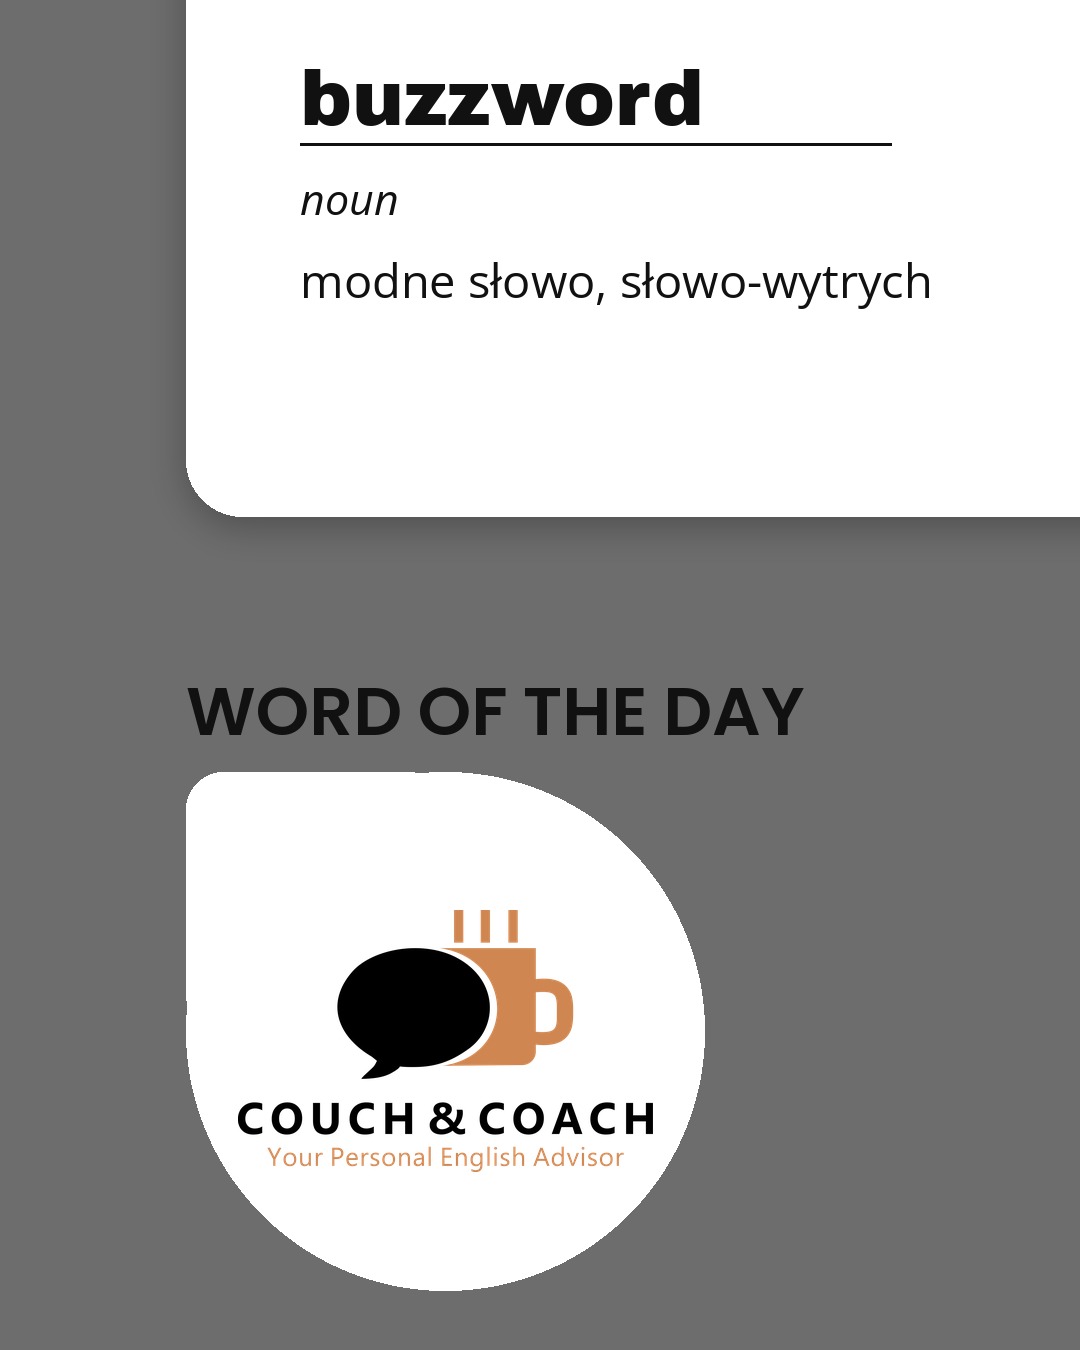 buzzword
noun
modne słowo, słowo-wytrych
WORD OF THE DAY
COUCH & COACH
Your Personal English Advisor